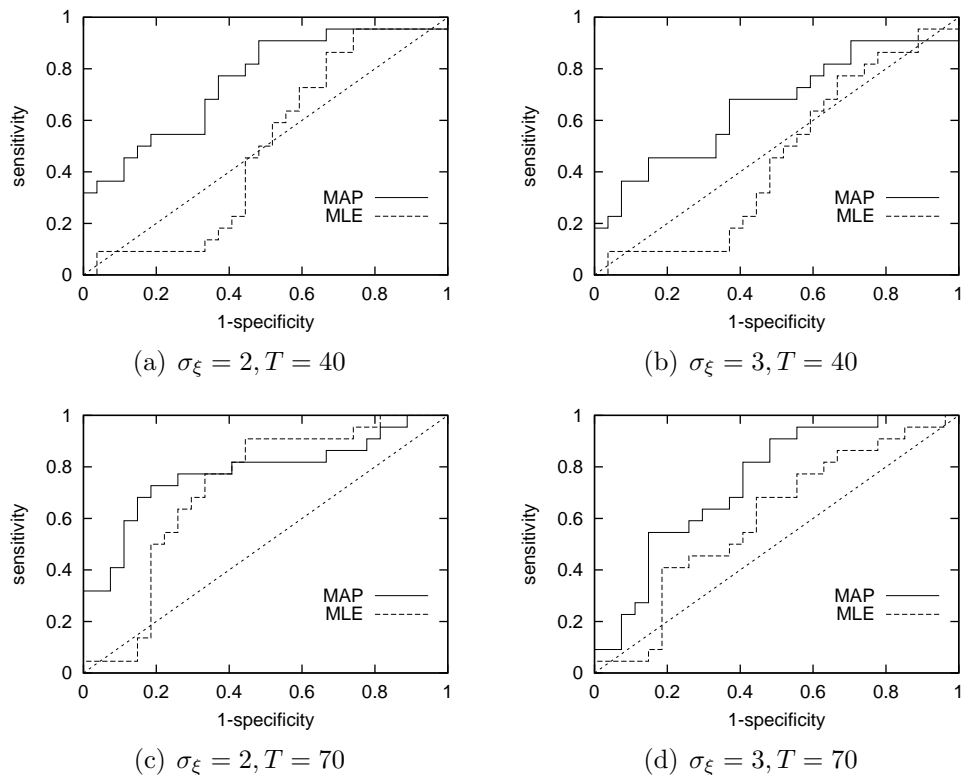 1
0.8
0.6
0.4
0.2
0
sensitivity
MAP
MLE
0 0.2 0.4 0.6 0.8 1
1-specificity
(a) σξ = 2, T = 40
1
0.8
0.6
0.4
0.2
0
sensitivity
MAP
MLE
0 0.2 0.4 0.6 0.8 1
1-specificity
(b) σξ = 3, T = 40
1
0.8
0.6
0.4
0.2
0
sensitivity
MAP
MLE
0 0.2 0.4 0.6 0.8 1
1-specificity
(c) σξ = 2, T = 70
1
0.8
0.6
0.4
0.2
0
sensitivity
MAP
MLE
0 0.2 0.4 0.6 0.8 1
1-specificity
(d) σξ = 3, T = 70